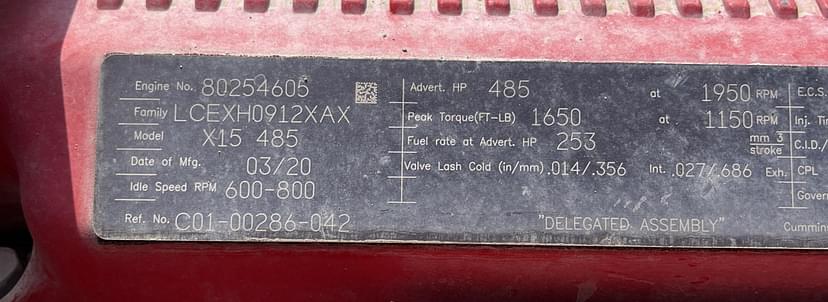 Engine No. 80254605
Family LCEXH0912XAX
Model X15 485
Date of Mfg. 03/20
Idle Speed RPM 600-800
Ref. No. C01-00286-042
Advert. HP 485 at 1950 RPM
Peak Torque(FT-LB) 1650 at 1150 RPM
Fuel rate at Advert. HP 253 mm 3 stroke
Valve Lash Cold (in/mm) .014/.356 Int. .027/.686 Exh.
"DELEGATED ASSEMBLY"
E.C.S.
Inj.
C.I.D./
CPL
Govern
Cummins